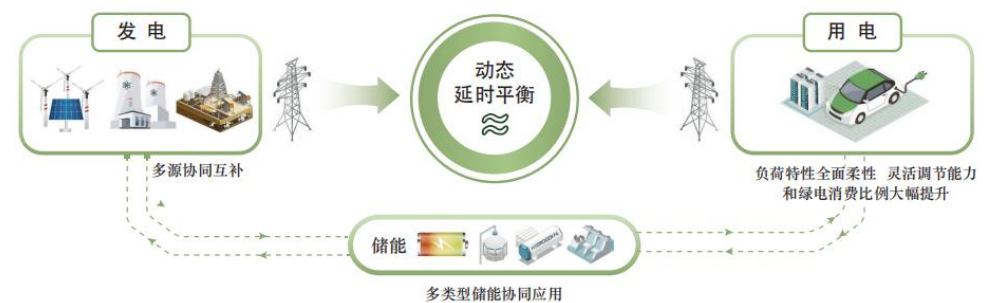 发电
用电
动态
延时平衡
多源协同互补
负荷特性全面柔性 灵活调节能力
和绿电消费比例大幅提升
储能
HYDROGEN H₂
多类型储能协同应用